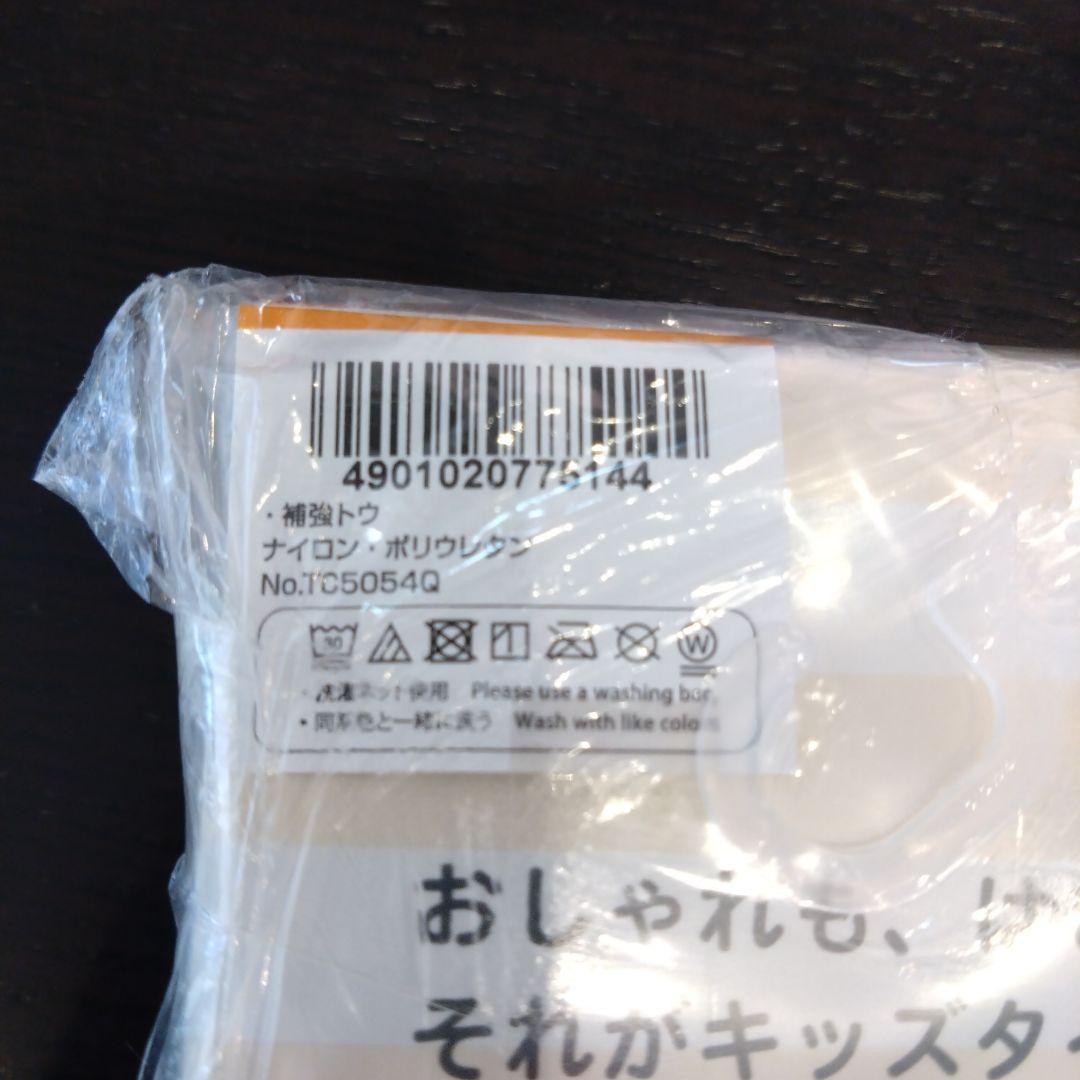 4901020775144
・補強トウ
ナイロン・ポリウレタン
No.TC5054Q
30
W
・洗濯ネット使用 Please use a washing
・同系色と一緒に洗う Wash with like colors
おしゃれも、
それがキッズタ